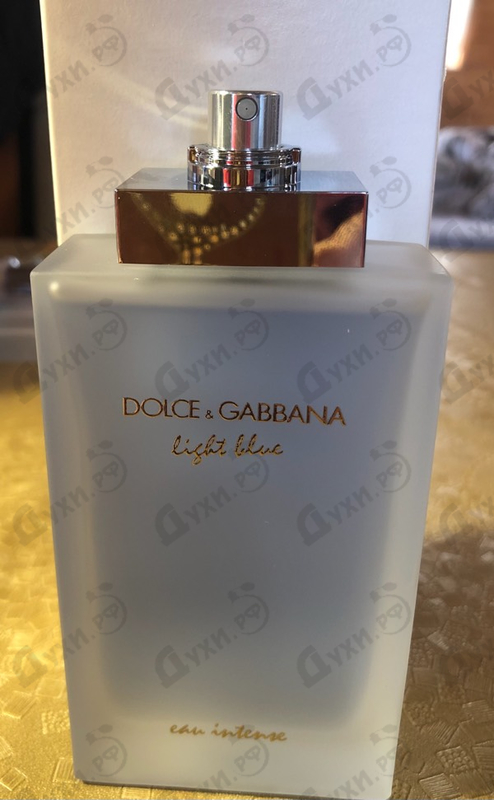 DOLCE & GABBANA
light blue
eau intense
Духи.рф